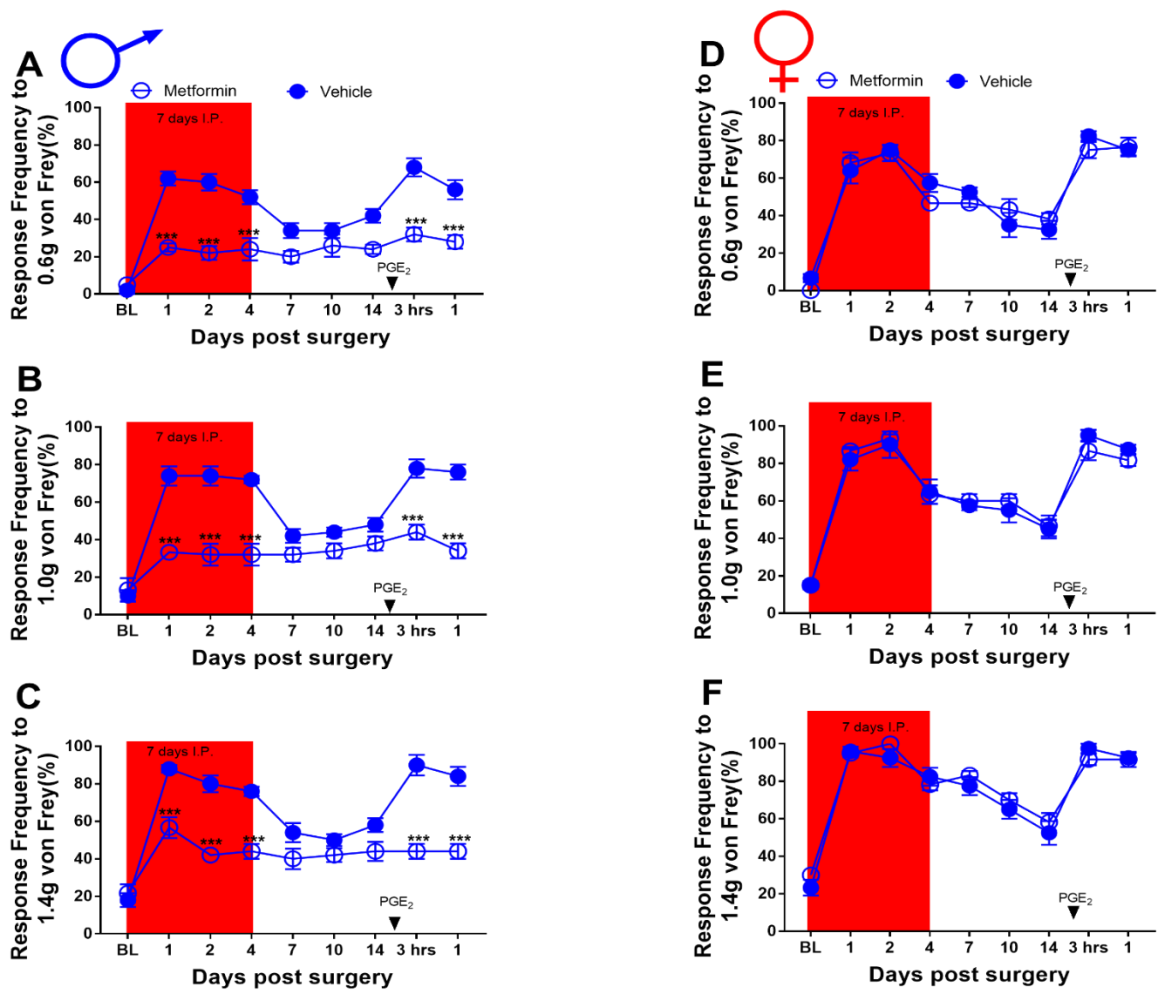 A
Metformin
Vehicle
Response Frequency to
0.6g von Frey(%)
100
80
60
40
20
0
7 days I.P.
***
***
***
***
***
PGE2
BL 1 2 4 7 10 14 3 hrs 1
Days post surgery
B
Response Frequency to
1.0g von Frey(%)
100
80
60
40
20
0
7 days I.P.
***
***
***
***
***
PGE2
BL 1 2 4 7 10 14 3 hrs 1
Days post surgery
C
Response Frequency to
1.4g von Frey(%)
100
80
60
40
20
0
7 days I.P.
***
***
***
***
***
PGE2
BL 1 2 4 7 10 14 3 hrs 1
Days post surgery
D
Metformin
Vehicle
Response Frequency to
0.6g von Frey(%)
100
80
60
40
20
0
7 days I.P.
PGE2
BL 1 2 4 7 10 14 3 hrs 1
Days post surgery
E
Response Frequency to
1.0g von Frey(%)
100
80
60
40
20
0
7 days I.P.
PGE2
BL 1 2 4 7 10 14 3 hrs 1
Days post surgery
F
Response Frequency to
1.4g von Frey(%)
100
80
60
40
20
0
7 days I.P.
PGE2
BL 1 2 4 7 10 14 3 hrs 1
Days post surgery